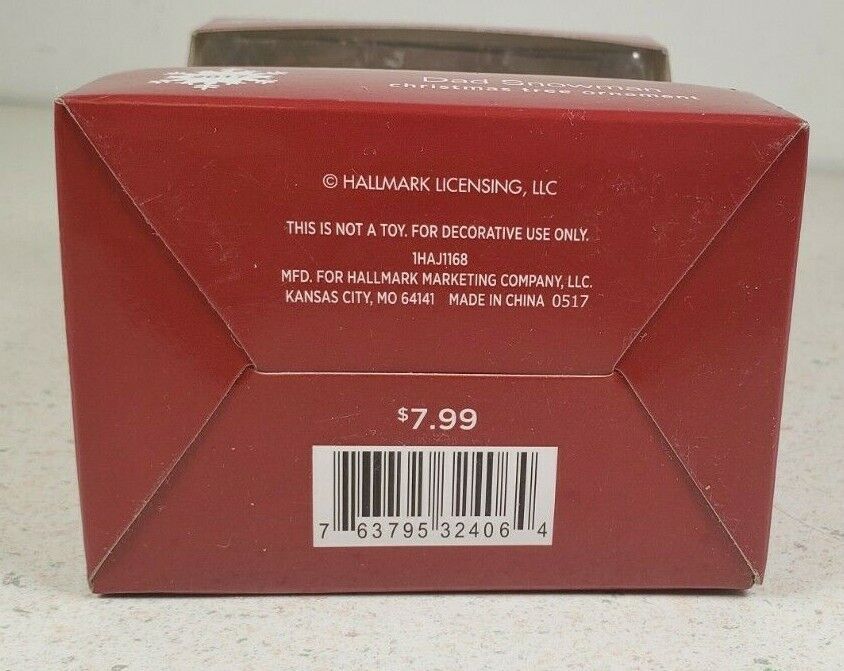 Dad Snowman
christmas tree ornament
© HALLMARK LICENSING, LLC
THIS IS NOT A TOY. FOR DECORATIVE USE ONLY.
1HAJ1168
MFD. FOR HALLMARK MARKETING COMPANY, LLC.
KANSAS CITY, MO 64141 MADE IN CHINA 0517
$7.99
7 63795 32406 4